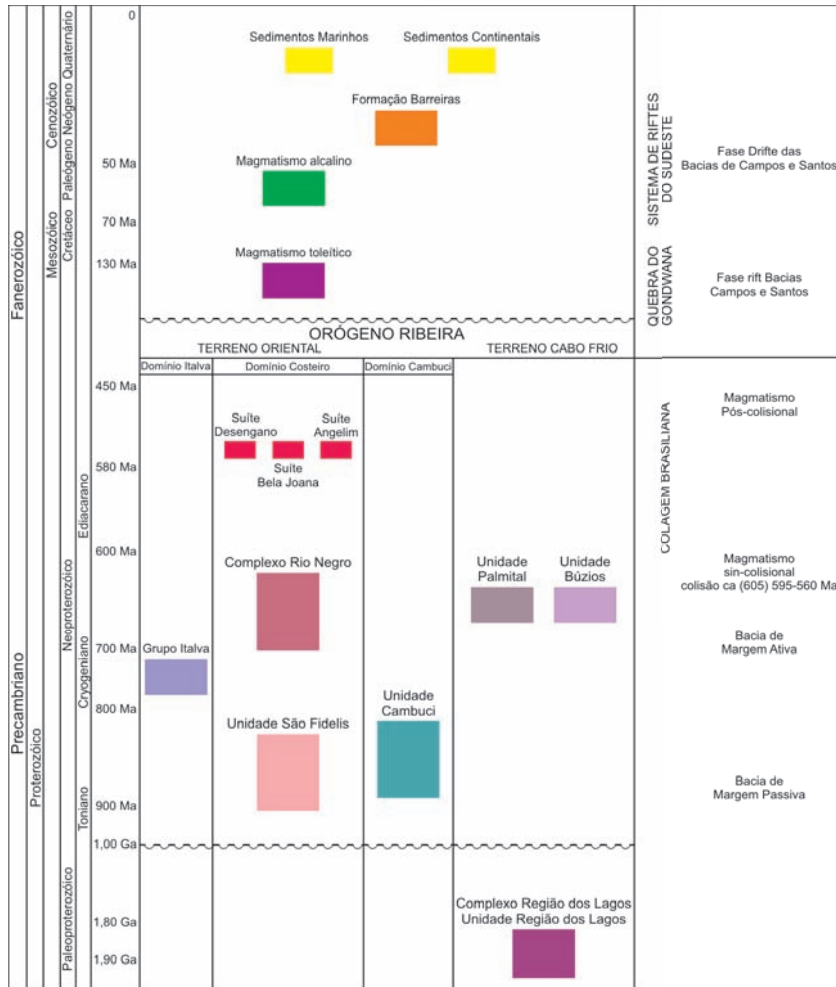 0
Sedimentos Marinhos
Sedimentos Continentais
Formação Barreiras
50 Ma
Magmatismo alcalino
70 Ma
130 Ma
Magmatismo toleítico
Fanerozóico
Mesozóico
Cenozóico
Cretáceo
Paleógeno
Neógeno
Quaternário
SISTEMA DE RIFTES
DO SUDESTE
Fase Drifte das
Bacias de Campos e Santos
QUEBRA DO
GONDWANA
Fase rift Bacias
Campos e Santos
ORÓGENO RIBEIRA
TERRENO ORIENTAL
TERRENO CABO FRIO
Domínio Italva
Domínio Costeiro
Domínio Cambuci
450 Ma
Suíte
Desengano
Suíte
Angelim
580 Ma
Suíte
Bela Joana
600 Ma
Complexo Rio Negro
Unidade
Palmital
Unidade
Búzios
700 Ma
Grupo Italva
800 Ma
Unidade
Cambuci
Unidade São Fidelis
900 Ma
1,00 Ga
Complexo Região dos Lagos
Unidade Região dos Lagos
1,80 Ga
1,90 Ga
Precambriano
Proterozóico
Paleoproterozóico
Neoproterozóico
Toniano
Cryogeniano
Ediacarano
COLAGEM BRASILIANA
Magmatismo
Pós-colisional
Magmatismo
sin-colisional
colisão ca (605) 595-560 Ma
Bacia de
Margem Ativa
Bacia de
Margem Passiva